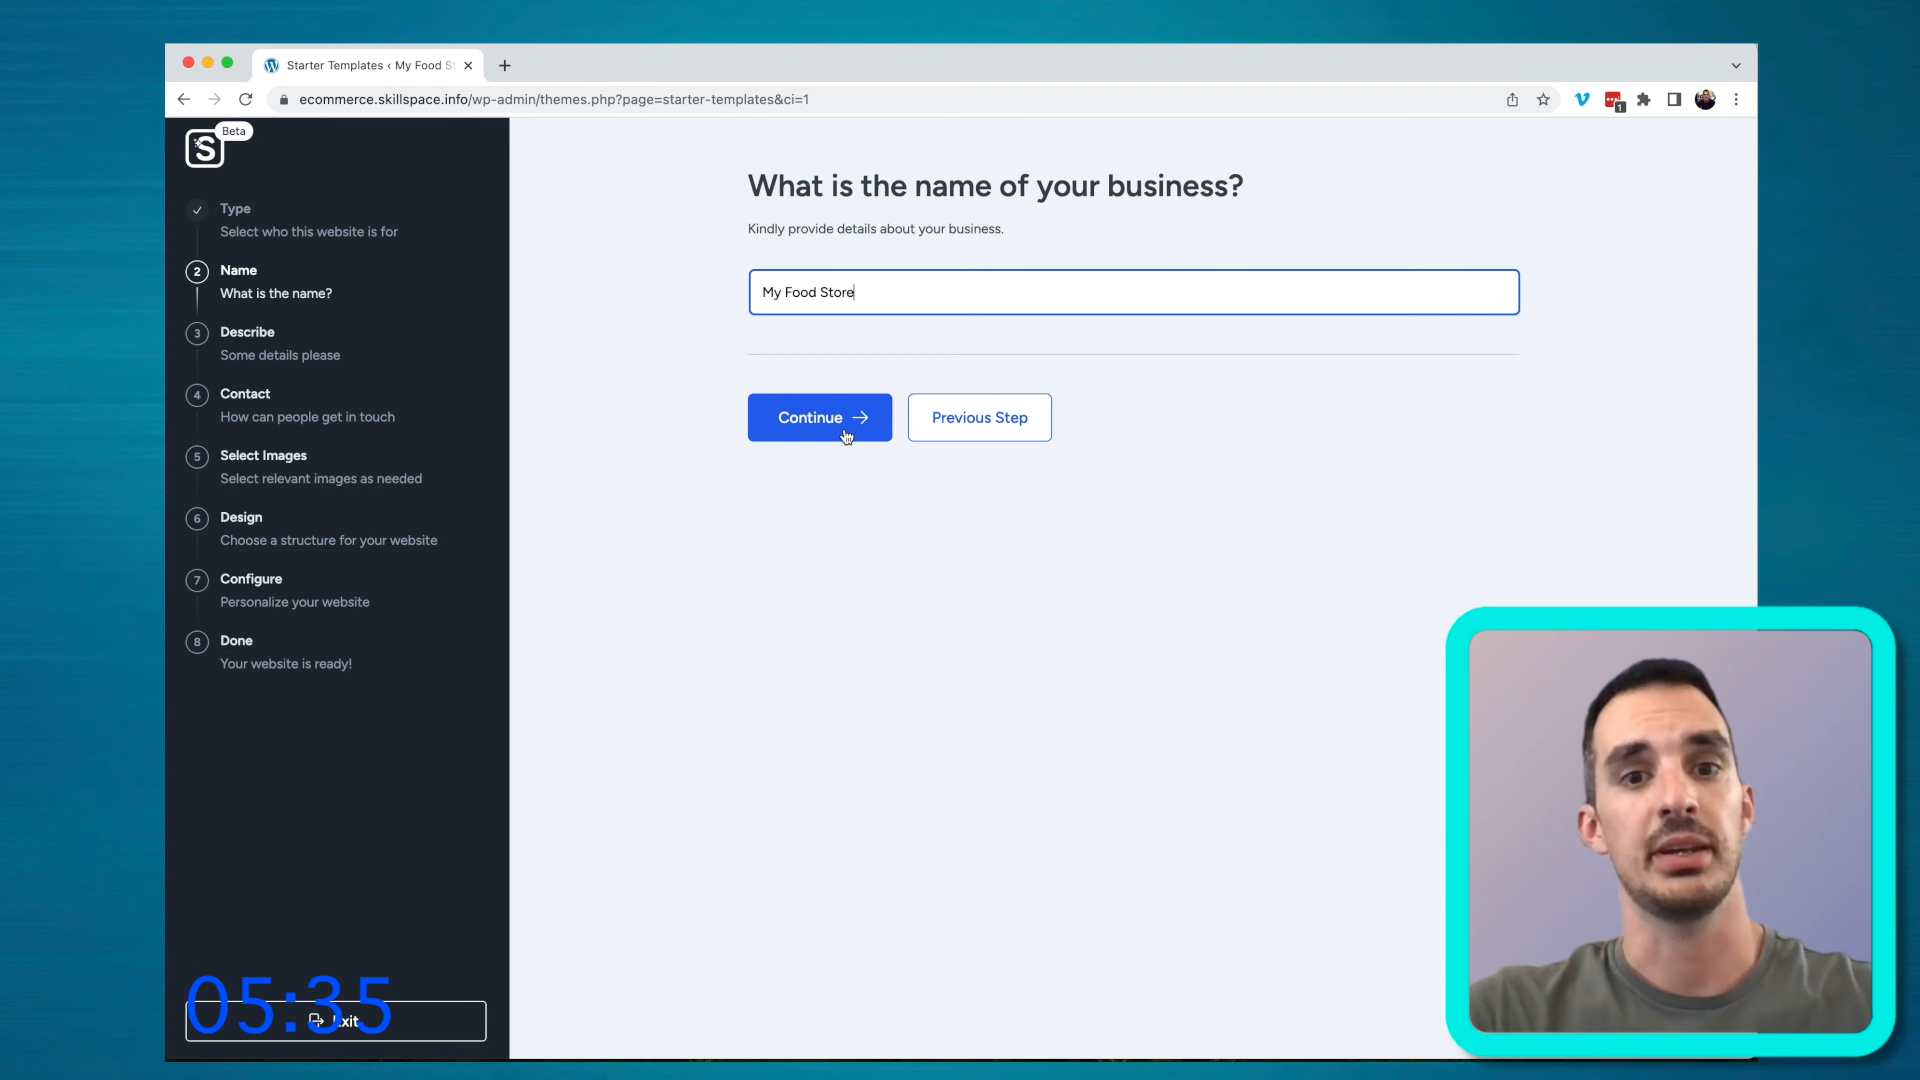 Starter Templates ‹ My Food S
ecommerce.skillspace.info/wp-admin/themes.php?page=starter-templates&ci=1
1
S
Beta
Type
Select who this website is for
2
Name
What is the name?
3
Describe
Some details please
4
Contact
How can people get in touch
5
Select Images
Select relevant images as needed
6
Design
Choose a structure for your website
7
Configure
Personalize your website
8
Done
Your website is ready!
05:35
Exit
What is the name of your business?
Kindly provide details about your business.
My Food Store
Continue →
Previous Step